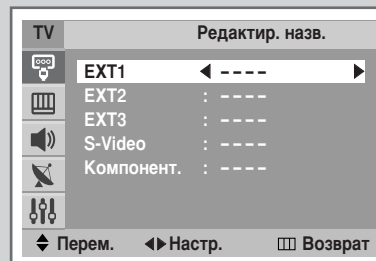 TV Редактир. назв.
EXT1 ----
EXT2 : ----
EXT3 : ----
S-Video : ----
Компонент. : ----
Перем. Настр. Возврат